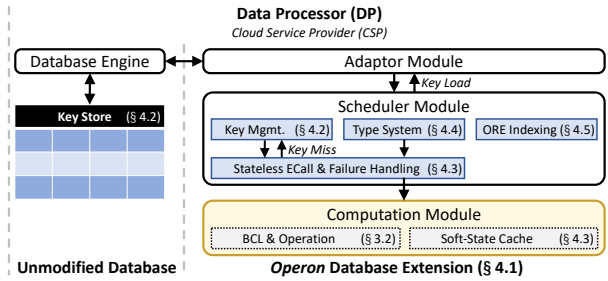 Data Processor (DP)
Cloud Service Provider (CSP)
Database Engine
Adaptor Module
Key Load
Key Store (§ 4.2)
Scheduler Module
Key Mgmt. (§ 4.2)
Type System (§ 4.4)
ORE Indexing (§ 4.5)
Key Miss
Stateless ECall & Failure Handling (§ 4.3)
Computation Module
BCL & Operation (§ 3.2)
Soft-State Cache (§ 4.3)
Unmodified Database
Operon Database Extension (§ 4.1)